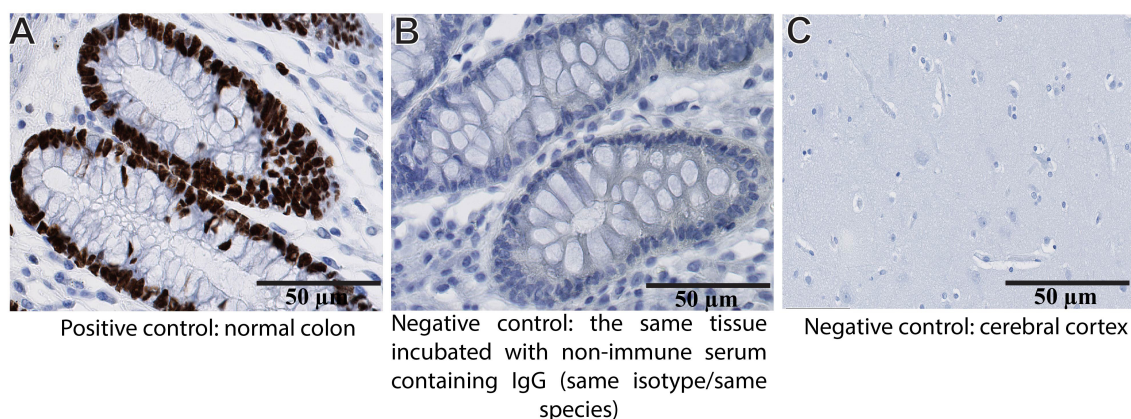 A
B
C
50 µm
50 µm
50 µm
Positive control: normal colon
Negative control: the same tissue
incubated with non-immune serum
containing IgG (same isotype/same
species)
Negative control: cerebral cortex